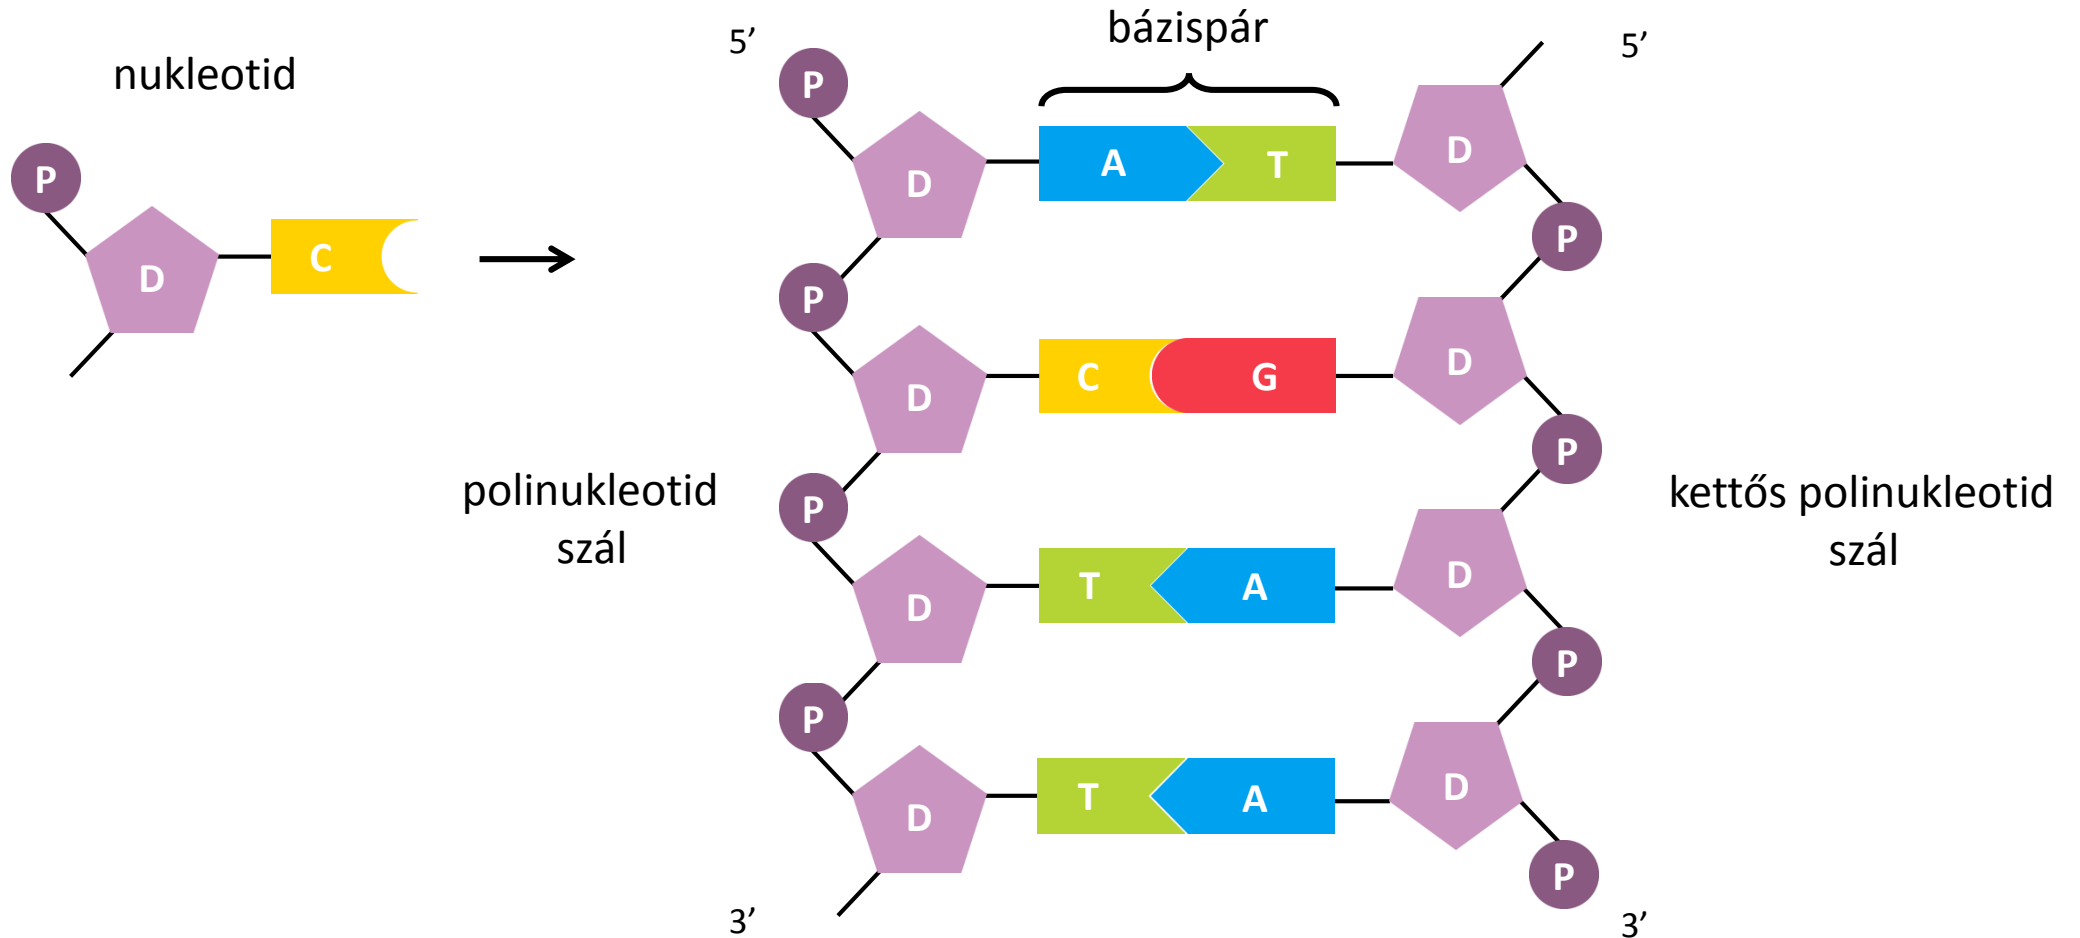 nukleotid
P
D
C
5’
bázispár
5’
P
D
A
T
D
P
P
D
C
G
D
P
polinukleotid
szál
P
D
T
A
D
P
kettős polinukleotid
szál
P
D
T
A
D
P
3’
3’